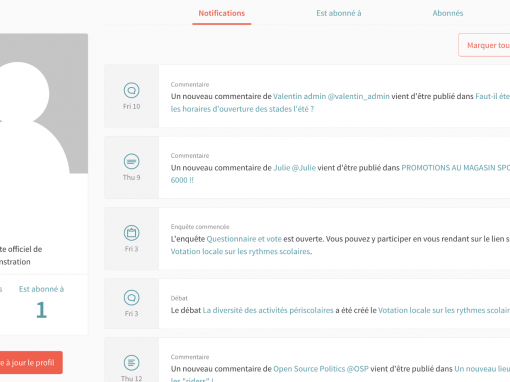 Notifications
Est abonné à
Abonnés
Marquer tou
Commentaire
Fri 10
Un nouveau commentaire de Valentin admin @valentin_admin vient d'être publié dans Faut-il éte
les horaires d'ouverture des stades l'été ?
Commentaire
Thu 9
Un nouveau commentaire de Julie @Julie vient d'être publié dans PROMOTIONS AU MAGASIN SPO
6000 !!
Enquête commencée
Fri 3
L'enquête Questionnaire et vote est ouverte. Vous pouvez y participer en vous rendant sur le lien s
Votation locale sur les rythmes scolaires.
te officiel de
nstration
s
Est abonné à
1
Débat
Fri 3
Le débat La diversité des activités périscolaires a été créé le Votation locale sur les rythmes scolaire
e à jour le profil
Commentaire
Thu 12
Un nouveau commentaire de Open Source Politics @OSP vient d'être publié dans Un nouveau lieu
les "riders" !